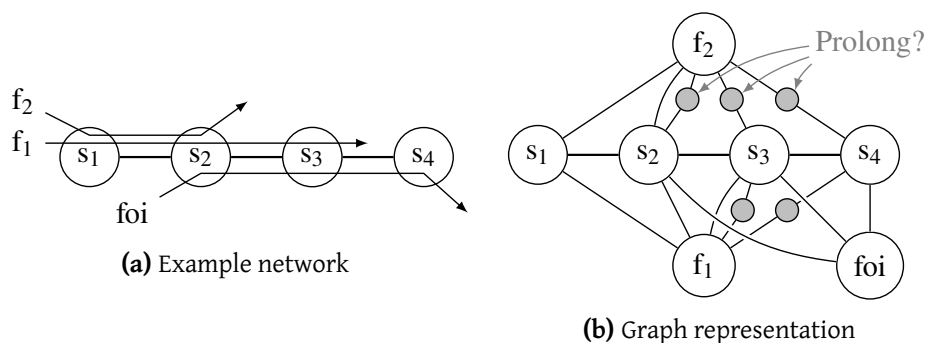 f₂
f₁
s₁
s₂
s₃
s₄
foi
(a) Example network
f₂
Prolong?
s₁
s₂
s₃
s₄
f₁
foi
(b) Graph representation